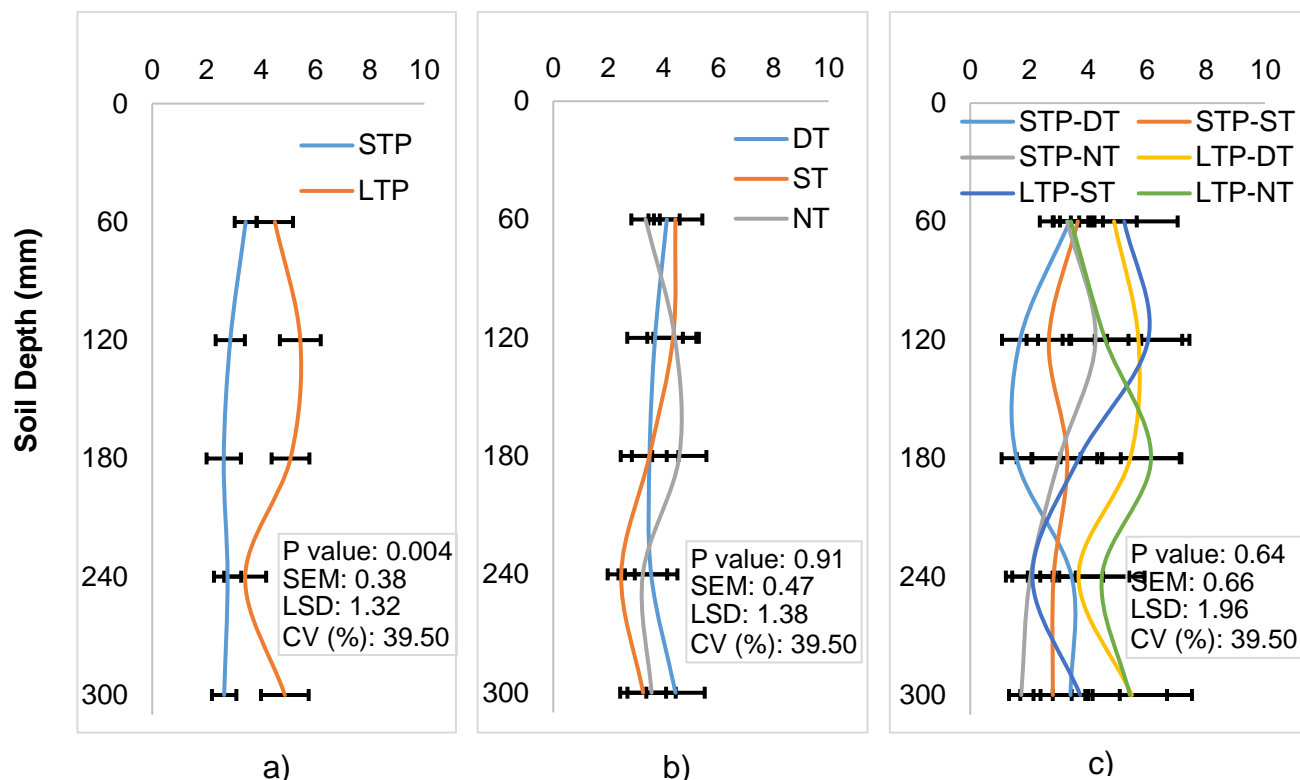 Soil Depth (mm)
0 2 4 6 8 10
0
60
120
180
240
300
STP
LTP
P value: 0.004
SEM: 0.38
LSD: 1.32
CV (%): 39.50
a)
0 2 4 6 8 10
0
60
120
180
240
300
DT
ST
NT
P value: 0.91
SEM: 0.47
LSD: 1.38
CV (%): 39.50
b)
0 2 4 6 8 10
0
60
120
180
240
300
STP-DT STP-ST
STP-NT LTP-DT
LTP-ST LTP-NT
P value: 0.64
SEM: 0.66
LSD: 1.96
CV (%): 39.50
c)